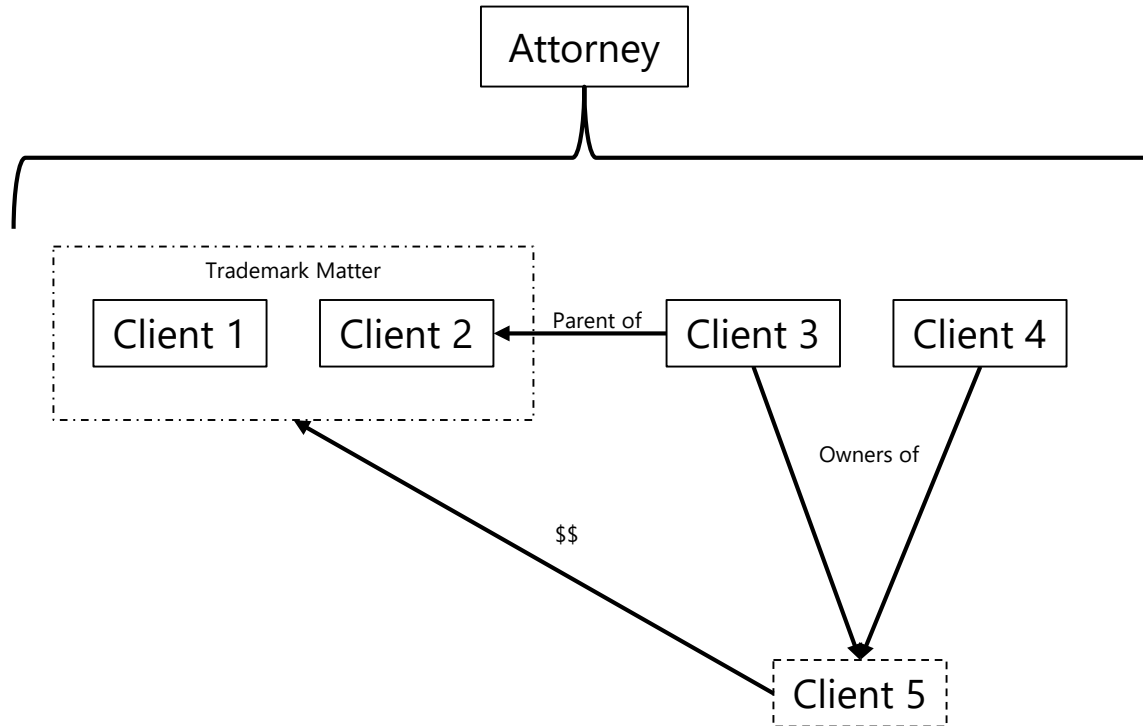 Attorney
Trademark Matter
Client 1
Client 2
Parent of
Client 3
Client 4
Owners of
$$
Client 5